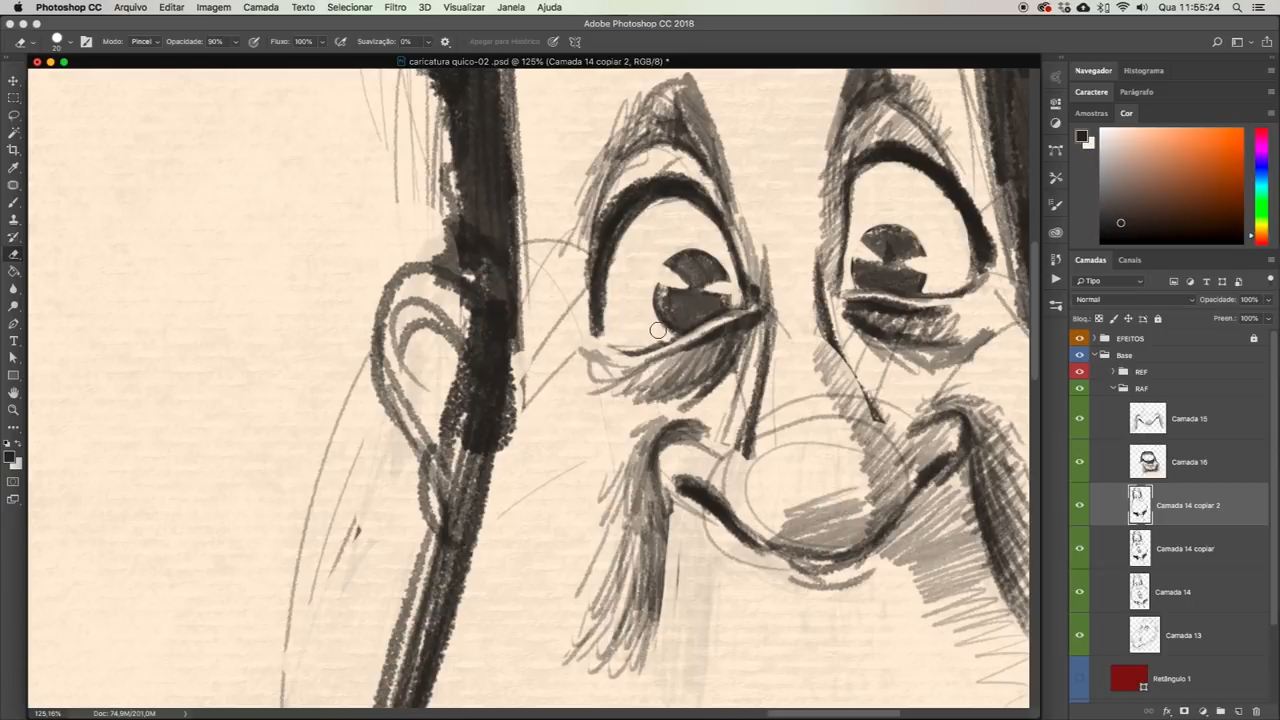 Photoshop CC Arquivo Editar Imagem Camada Texto Selecionar Filtro 3D Visualizar Janela Ajuda Qua 11:55:24
Adobe Photoshop CC 2018
20 Modo: Pincel Opacidade: 90% Fluxo: 100% Suavização: 0% Apagar para Histórico
caricatura quico-02 .psd @ 125% (Camada 14 copiar 2, RGB/8) *
Navegador Histograma
Caractere Parágrafo
Amostras Cor
Camadas Canais
Tipo
Normal Opacidade: 100%
Bloq.: Preen.: 100%
EFEITOS
Base
REF
RAF
Camada 15
Camada 16
Camada 14 copiar 2
Camada 14 copiar
Camada 14
Camada 13
Retângulo 1
125,16% Doc: 74,9M/201,0M